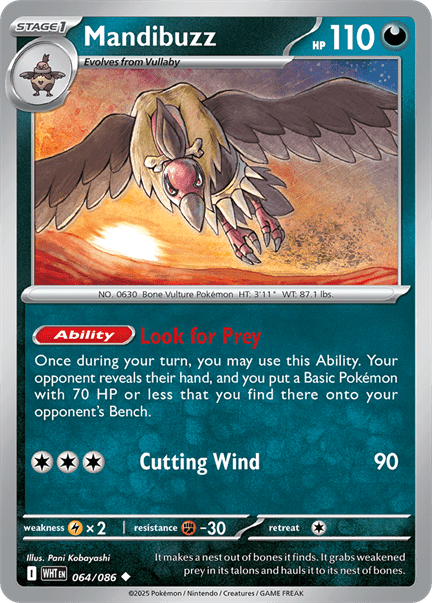 STAGE 1
Mandibuzz
HP 110
Evolves from Vullaby
NO. 0630 Bone Vulture Pokémon HT: 3'11" WT: 87.1 lbs.
Ability Look for Prey
Once during your turn, you may use this Ability. Your
opponent reveals their hand, and you put a Basic Pokémon
with 70 HP or less that you find there onto your
opponent's Bench.
Cutting Wind 90
weakness ×2 resistance -30 retreat
Illus. Pani Kobayashi
It makes a nest out of bones it finds. It grabs weakened
prey in its talons and hauls it to its nest of bones.
I WHT EN 064/086
©2025 Pokémon / Nintendo / Creatures / GAME FREAK